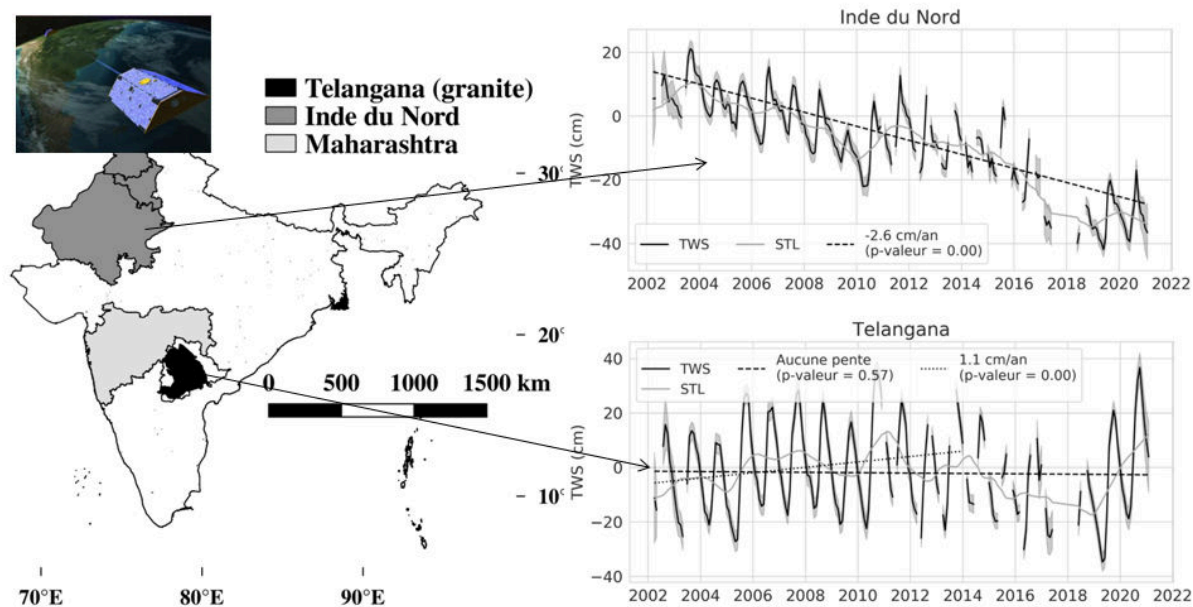 Telangana (granite)
Inde du Nord
Maharashtra
30°
20°
10°
0 500 1000 1500 km
70°E 80°E 90°E
Inde du Nord
TWS (cm)
20
0
−20
−40
TWS STL -2.6 cm/an
(p-valeur = 0.00)
2002 2004 2006 2008 2010 2012 2014 2016 2018 2020 2022
Telangana
TWS (cm)
40
20
0
−20
−40
TWS
STL
Aucune pente
(p-valeur = 0.57)
1.1 cm/an
(p-valeur = 0.00)
2002 2004 2006 2008 2010 2012 2014 2016 2018 2020 2022